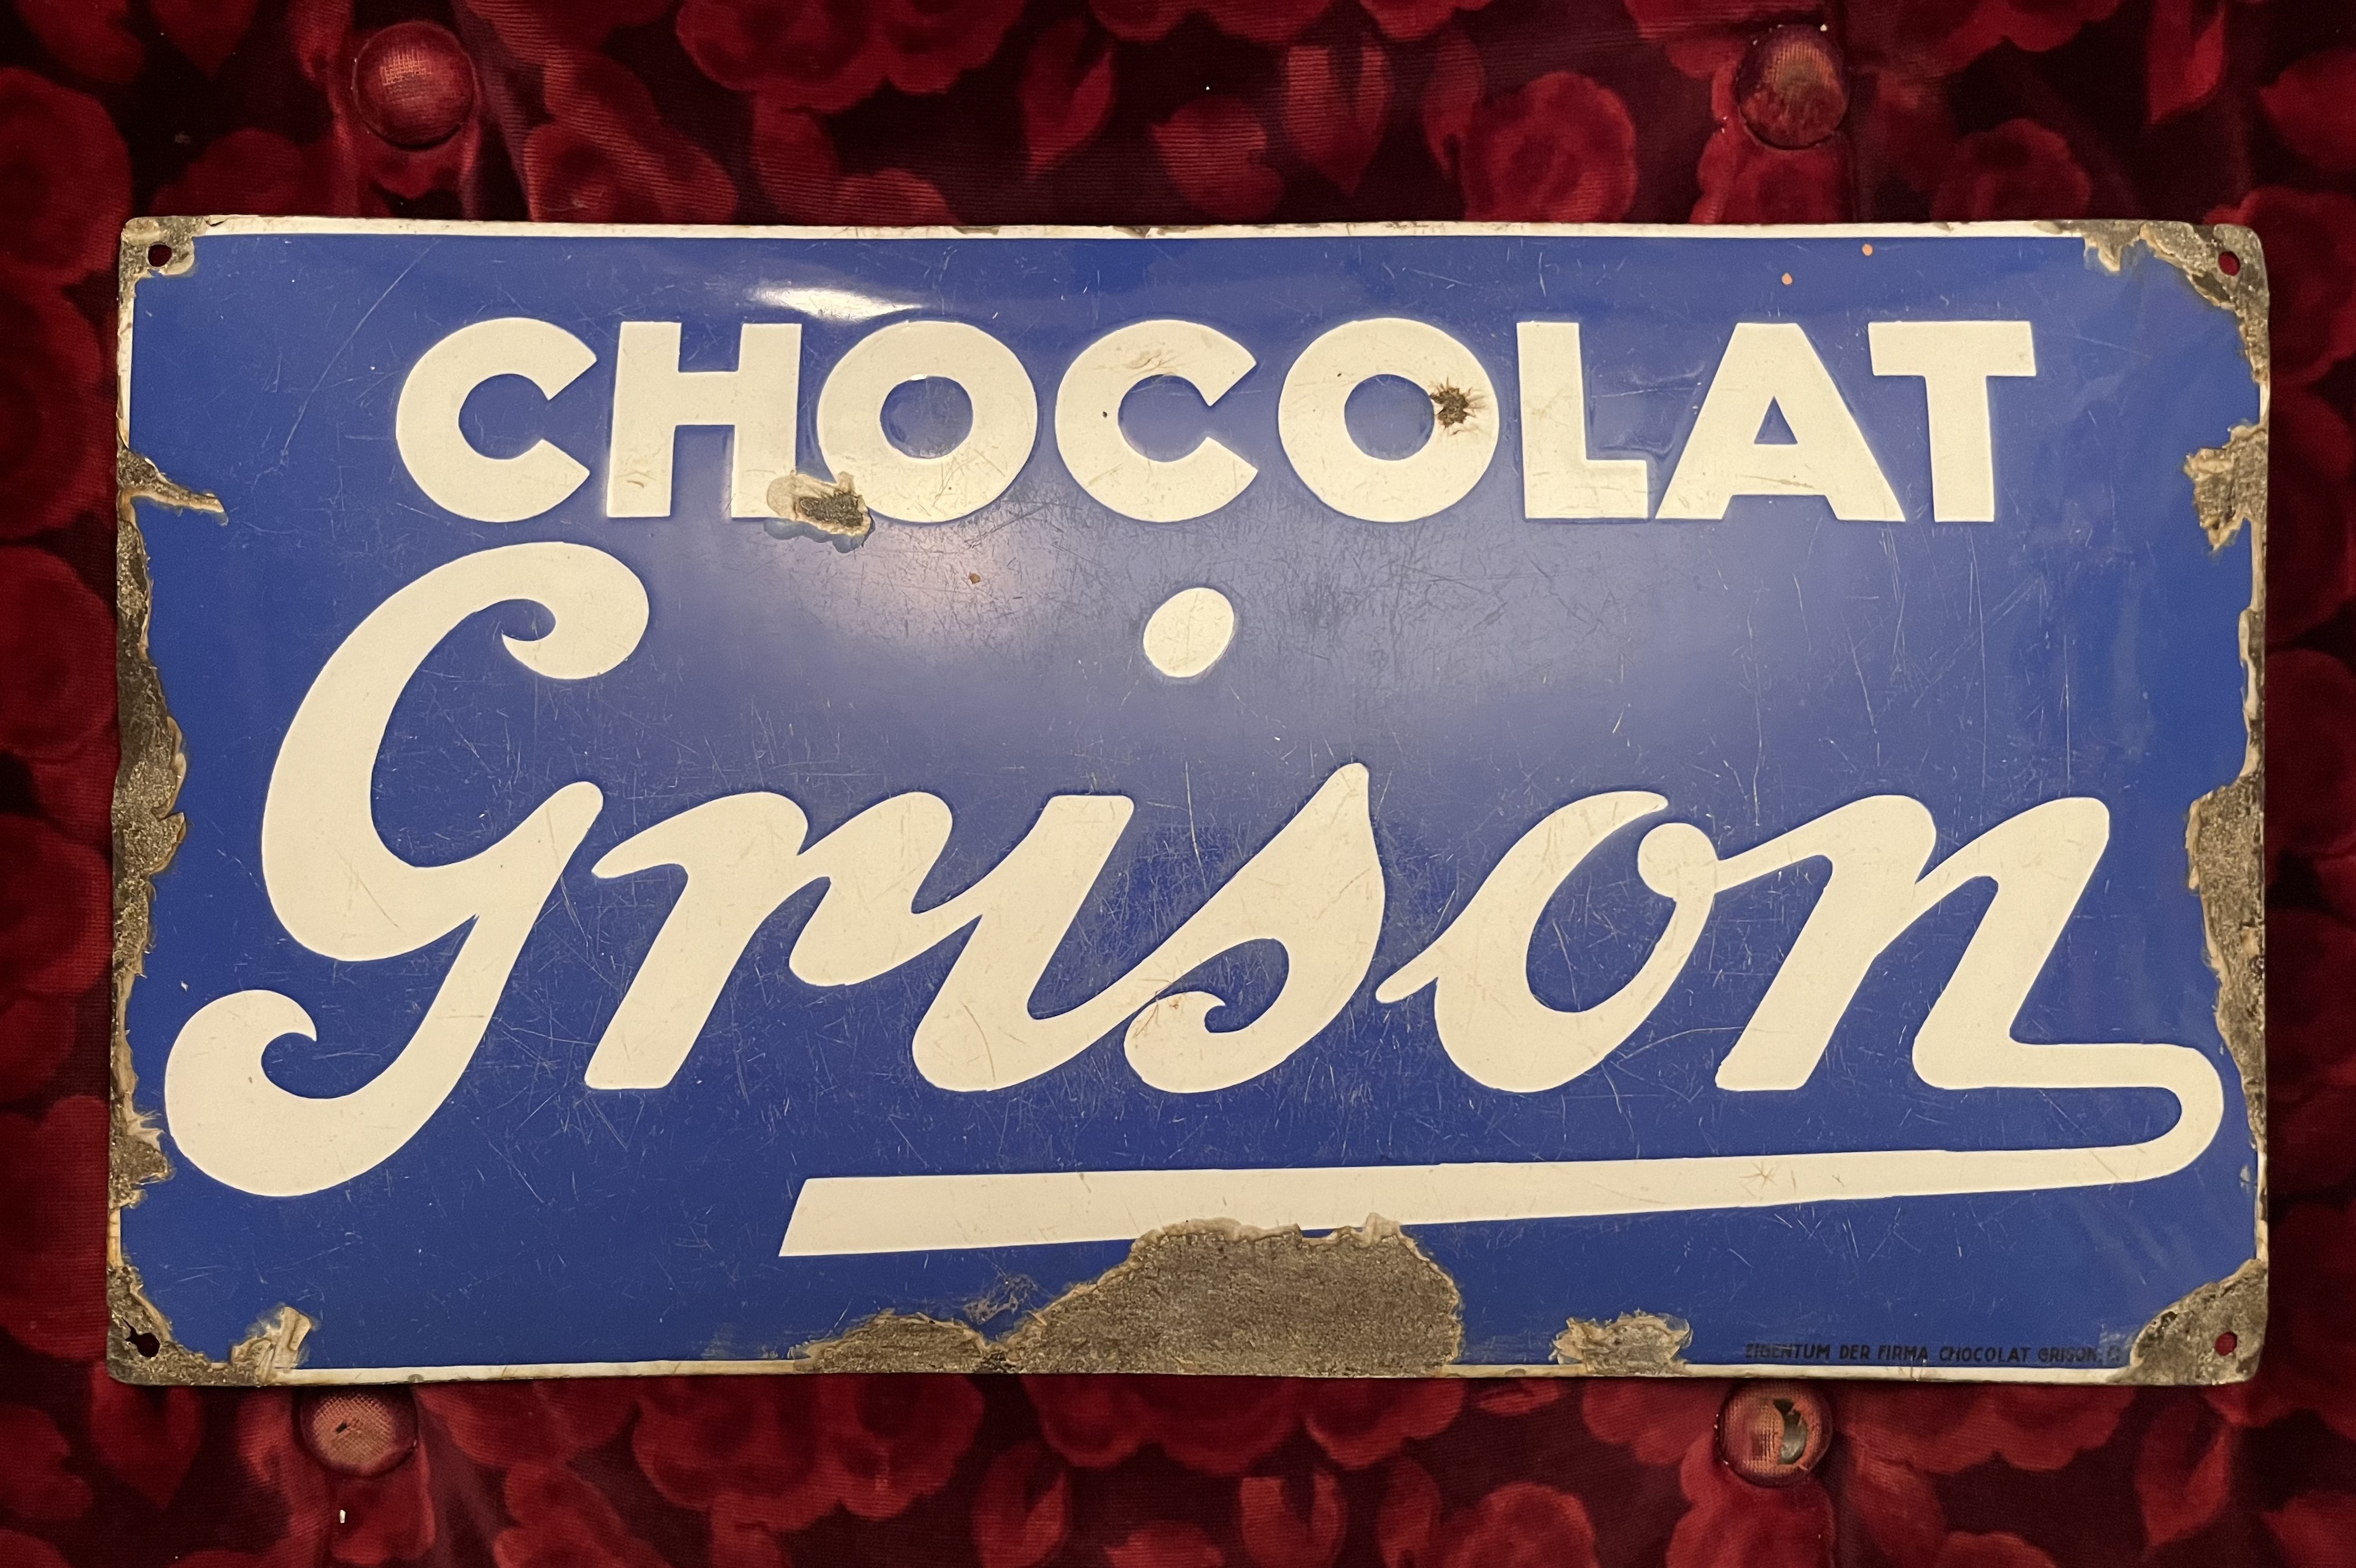 CHOCOLAT
Grison
EIGENTUM DER FIRMA CHOCOLAT GRISON,